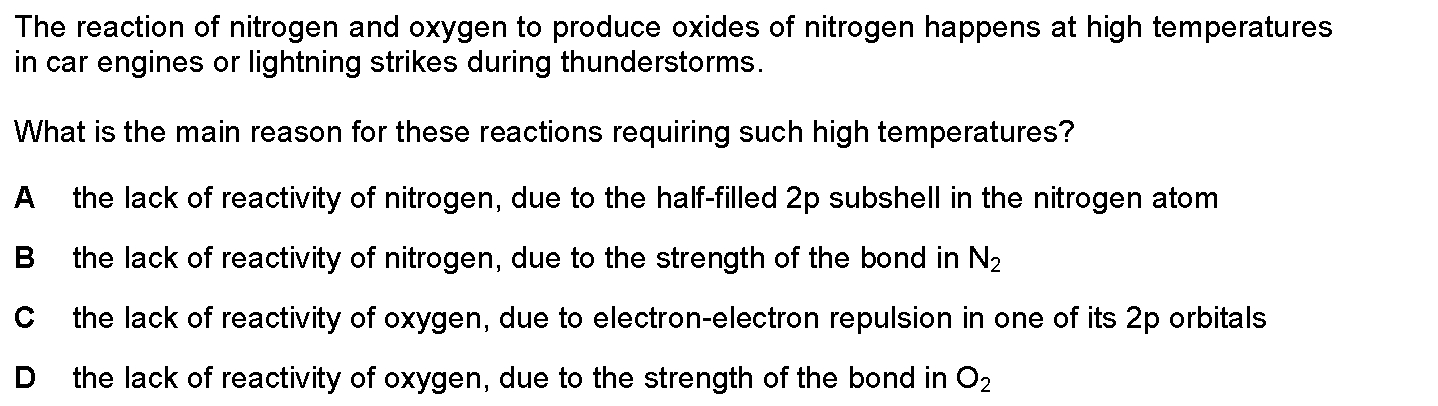 The reaction of nitrogen and oxygen to produce oxides of nitrogen happens at high temperatures
in car engines or lightning strikes during thunderstorms.
What is the main reason for these reactions requiring such high temperatures?
A the lack of reactivity of nitrogen, due to the half-filled 2p subshell in the nitrogen atom
B the lack of reactivity of nitrogen, due to the strength of the bond in N₂
C the lack of reactivity of oxygen, due to electron-electron repulsion in one of its 2p orbitals
D the lack of reactivity of oxygen, due to the strength of the bond in O₂